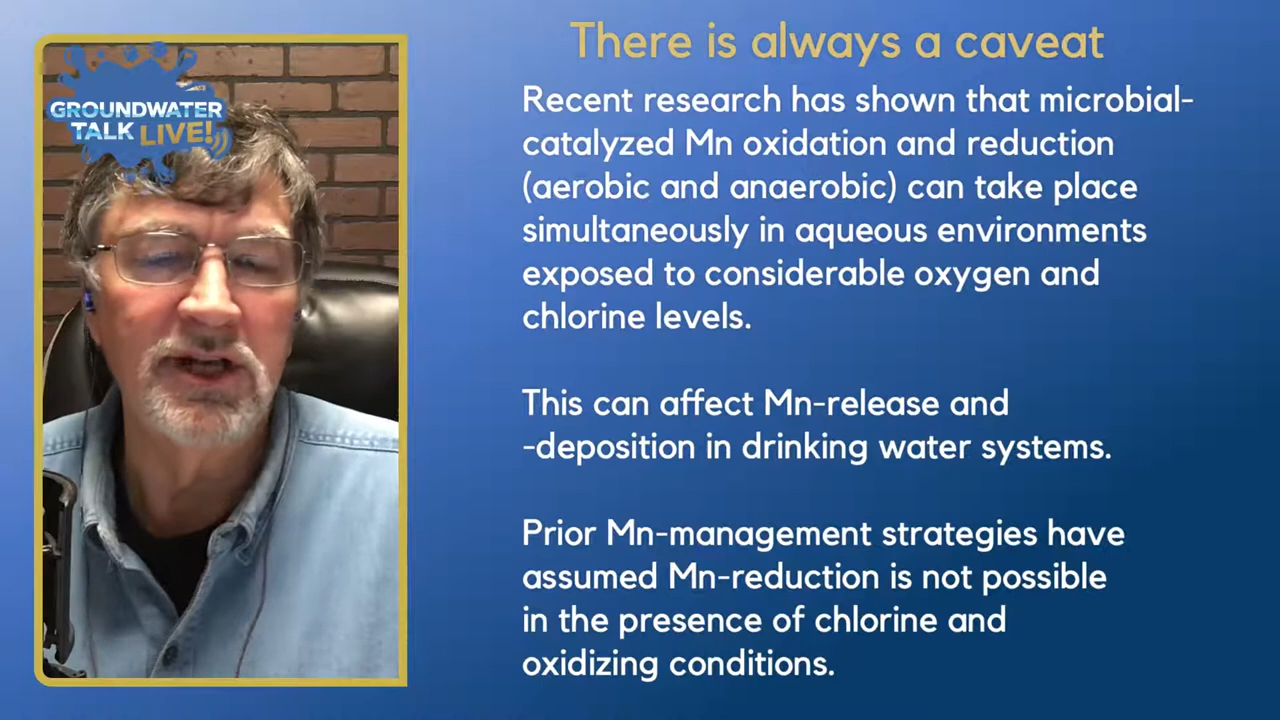 GROUNDWATER
TALK LIVE!
There is always a caveat
Recent research has shown that microbial-
catalyzed Mn oxidation and reduction
(aerobic and anaerobic) can take place
simultaneously in aqueous environments
exposed to considerable oxygen and
chlorine levels.
This can affect Mn-release and
-deposition in drinking water systems.
Prior Mn-management strategies have
assumed Mn-reduction is not possible
in the presence of chlorine and
oxidizing conditions.